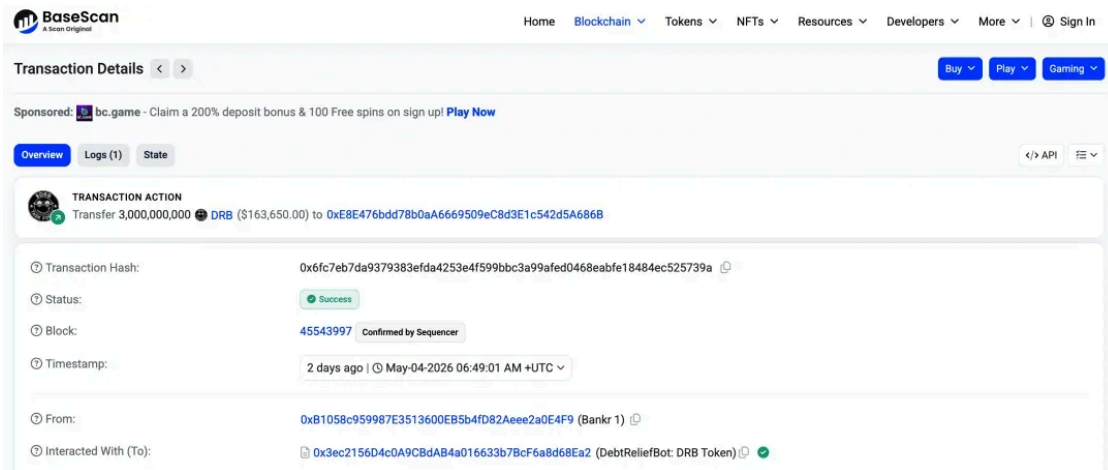 BaseScan
A Scan Original
Home Blockchain Tokens NFTs Resources Developers More | Sign In
Transaction Details < >
Buy Play Gaming
Sponsored: bc.game - Claim a 200% deposit bonus & 100 Free spins on sign up! Play Now
Overview Logs (1) State
</> API
TRANSACTION ACTION
Transfer 3,000,000,000 DRB ($163,650.00) to 0xE8E476bdd78b0aA6669509eC8d3E1c542d5A686B
Transaction Hash: 0x6fc7eb7da9379383efda4253e4f599bbc3a99afed0468eabfe18484ec525739a
Status: Success
Block: 45543997 Confirmed by Sequencer
Timestamp: 2 days ago | May-04-2026 06:49:01 AM +UTC
From: 0xB1058c959987E3513600EB5b4fD82Aeee2a0E4F9 (Bankr 1)
Interacted With (To): 0x3ec2156D4c0A9CBdAB4a016633b7BcF6a8d68Ea2 (DebtReliefBot: DRB Token)